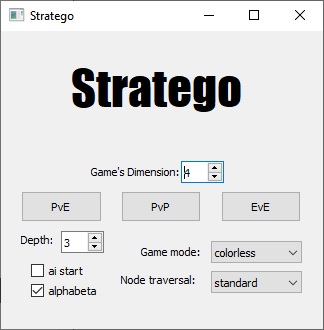 Stratego
Stratego
Game's Dimension: 4
PvE PvP EvE
Depth: 3
Game mode: colorless
ai start
Node traversal: standard
alphabeta